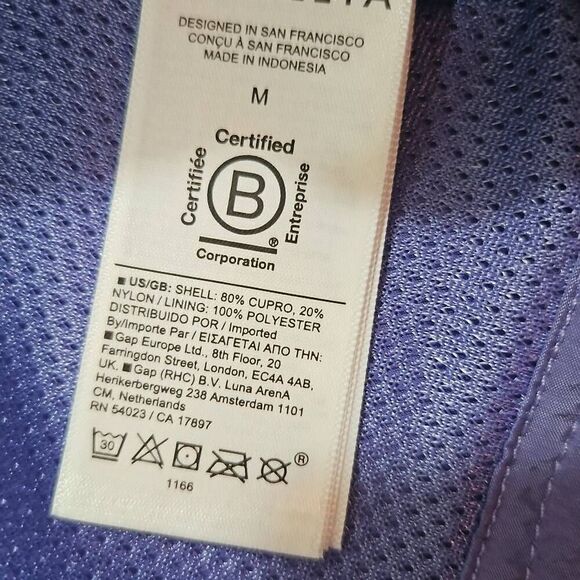 DESIGNED IN SAN FRANCISCO
CONÇU À SAN FRANCISCO
MADE IN INDONESIA
M
Certified
Certifiée
B
Entreprise
®
Corporation
■ US/GB: SHELL: 80% CUPRO, 20%
NYLON / LINING: 100% POLYESTER
DISTRIBUIDO POR / Imported
By/Importe Par / ΕΙΣΑΓΕΤΑΙ ΑΠΟ ΤΗΝ:
■ Gap Europe Ltd., 8th Floor, 20
Farringdon Street, London, EC4A 4AB,
UK. ■ Gap (RHC) B.V. Luna ArenA
Herikerbergweg 238 Amsterdam 1101
CM, Netherlands
RN 54023 / CA 17897
30
®
1166